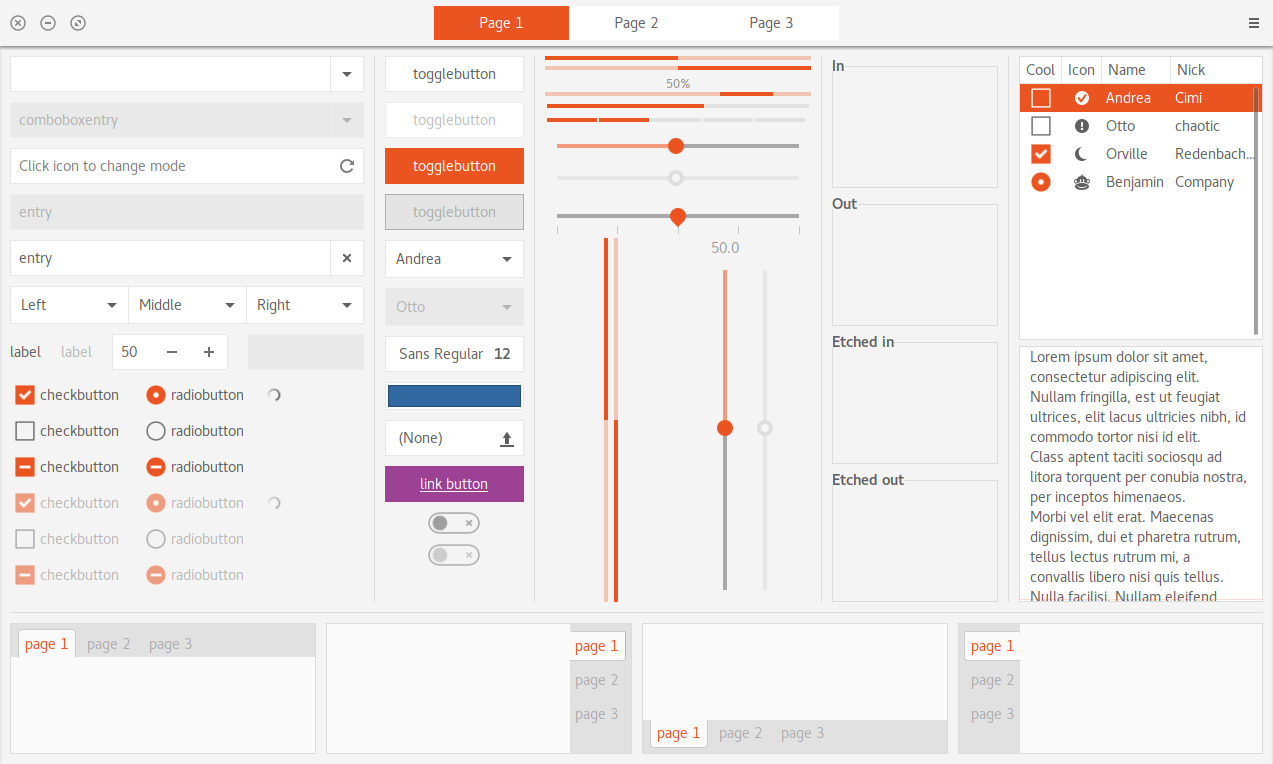 Page 1 Page 2 Page 3
comboboxentry
Click icon to change mode
entry
entry
Left Middle Right
label label 50
checkbutton radiobutton
checkbutton radiobutton
checkbutton radiobutton
checkbutton radiobutton
checkbutton radiobutton
checkbutton radiobutton
togglebutton
togglebutton
togglebutton
togglebutton
Andrea
Otto
Sans Regular 12
(None)
link button
50%
50.0
In
Out
Etched in
Etched out
Cool Icon Name Nick
Andrea Cimi
Otto chaotic
Orville Redenbach...
Benjamin Company
Lorem ipsum dolor sit amet,
consectetur adipiscing elit.
Nullam fringilla, est ut feugiat
ultrices, elit lacus ultricies nibh, id
commodo tortor nisi id elit.
Class aptent taciti sociosqu ad
litora torquent per conubia nostra,
per inceptos himenaeos.
Morbi vel elit erat. Maecenas
dignissim, dui et pharetra rutrum,
tellus lectus rutrum mi, a
convallis libero nisi quis tellus.
Nulla facilisi. Nullam eleifend
page 1 page 2 page 3
page 1
page 2
page 3
page 1 page 2 page 3
page 1
page 2
page 3